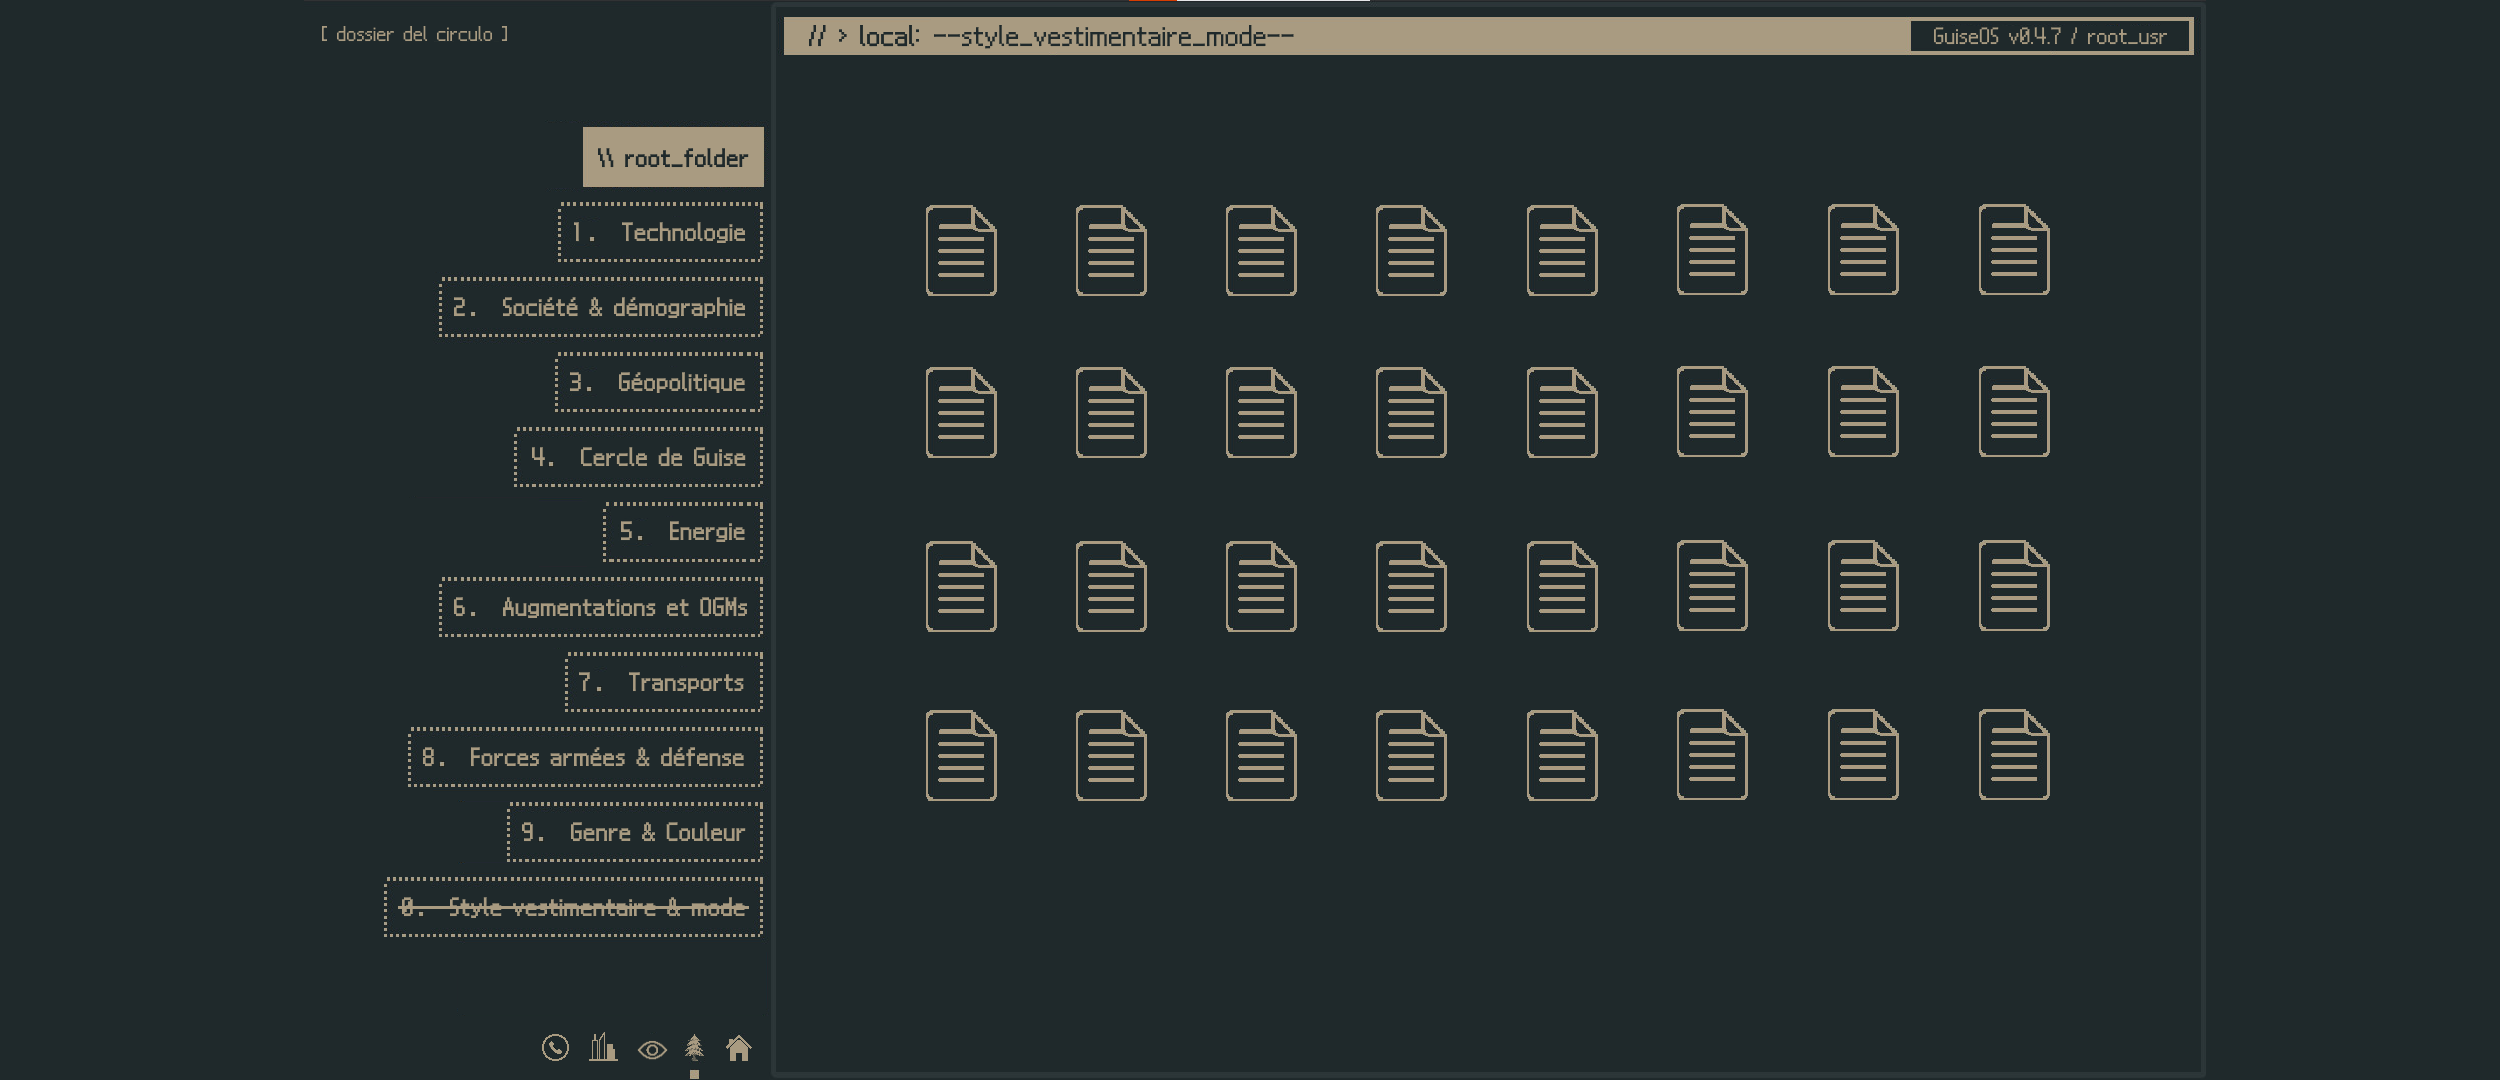 [ dossier del circulo ]
// > local: --style_vestimentaire_mode--
GuiseOS v0.4.7 / root_usr
\\ root_folder
1. Technologie
2. Société & démographie
3. Géopolitique
4. Cercle de Guise
5. Energie
6. Augmentations et OGMs
7. Transports
8. Forces armées & défense
9. Genre & Couleur
0. Style vestimentaire & mode